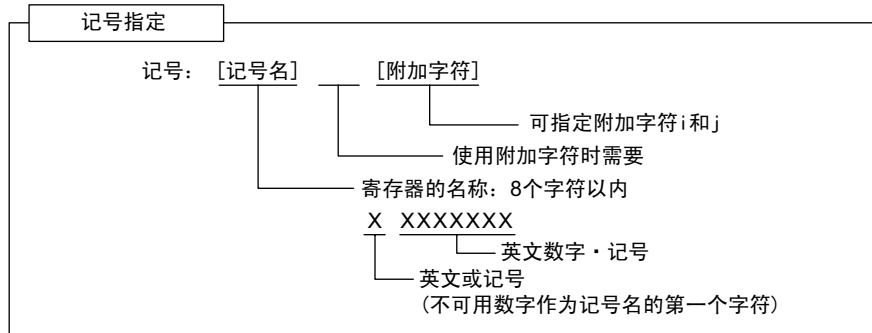 记号指定
记号： [记号名] [附加字符]
可指定附加字符i和j
使用附加字符时需要
寄存器的名称：8个字符以内
X XXXXXXX
英文数字・记号
英文或记号
(不可用数字作为记号名的第一个字符)